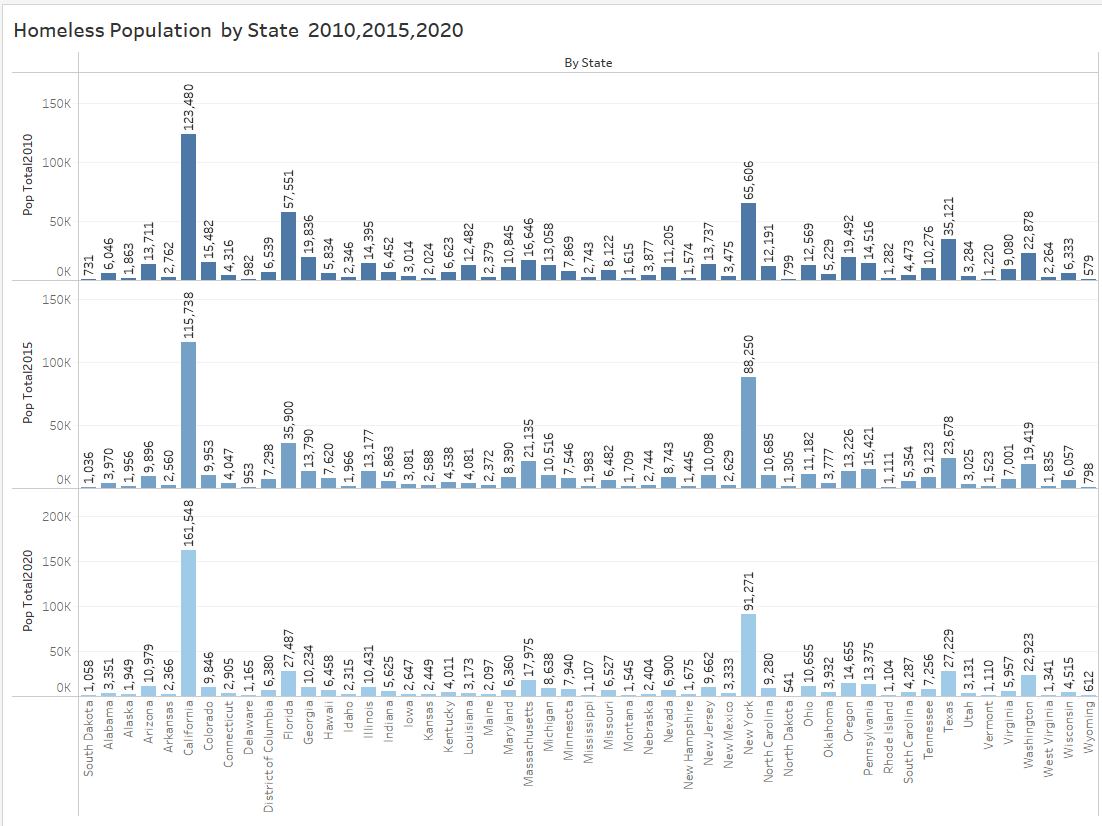 Homeless Population by State 2010,2015,2020
By State
Pop Total2010
150K
100K
50K
0K
731
6,046
1,863
13,711
2,762
123,480
15,482
4,316
982
6,539
57,551
19,836
5,834
2,346
14,395
6,452
3,014
2,024
6,623
12,482
2,379
10,845
16,646
13,058
7,869
2,743
8,122
1,615
3,877
11,205
1,574
13,737
3,475
65,606
12,191
799
12,569
5,229
19,492
14,516
1,282
4,473
10,276
35,121
3,284
1,220
9,080
22,878
2,264
6,333
579
Pop Total2015
150K
100K
50K
0K
1,036
3,970
1,956
9,896
2,560
115,738
9,953
4,047
953
7,298
35,900
13,790
7,620
1,966
13,177
5,863
3,081
2,588
4,538
4,081
2,372
8,390
21,135
10,516
7,546
1,983
6,482
1,709
2,744
8,743
1,445
10,098
2,629
88,250
10,685
1,305
11,182
3,777
13,226
15,421
1,111
5,354
9,123
23,678
3,025
1,523
7,001
19,419
1,835
6,057
798
Pop Total2020
200K
150K
100K
50K
0K
1,058
3,351
1,949
10,979
2,366
161,548
9,846
2,905
1,165
6,380
27,487
10,234
6,458
2,315
10,431
5,625
2,647
2,449
4,011
3,173
2,097
6,360
17,975
8,638
7,940
1,107
6,527
1,545
2,404
6,900
1,675
9,662
3,333
91,271
9,280
541
10,655
3,932
14,655
13,375
1,104
4,287
7,256
27,229
3,131
1,110
5,957
22,923
1,341
4,515
612
South Dakota
Alabama
Alaska
Arizona
Arkansas
California
Colorado
Connecticut
Delaware
District of Columbia
Florida
Georgia
Hawaii
Idaho
Illinois
Indiana
Iowa
Kansas
Kentucky
Louisiana
Maine
Maryland
Massachusetts
Michigan
Minnesota
Mississippi
Missouri
Montana
Nebraska
Nevada
New Hampshire
New Jersey
New Mexico
New York
North Carolina
North Dakota
Ohio
Oklahoma
Oregon
Pennsylvania
Rhode Island
South Carolina
Tennessee
Texas
Utah
Vermont
Virginia
Washington
West Virginia
Wisconsin
Wyoming